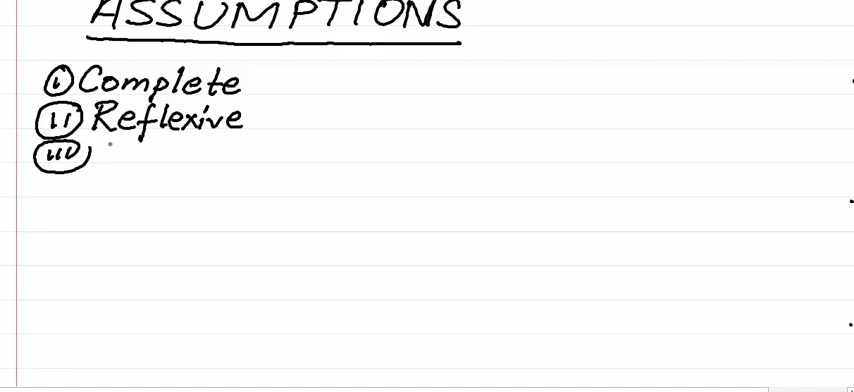 ASSUMPTIONS
(i) Complete
(ii) Reflexive
(iii)